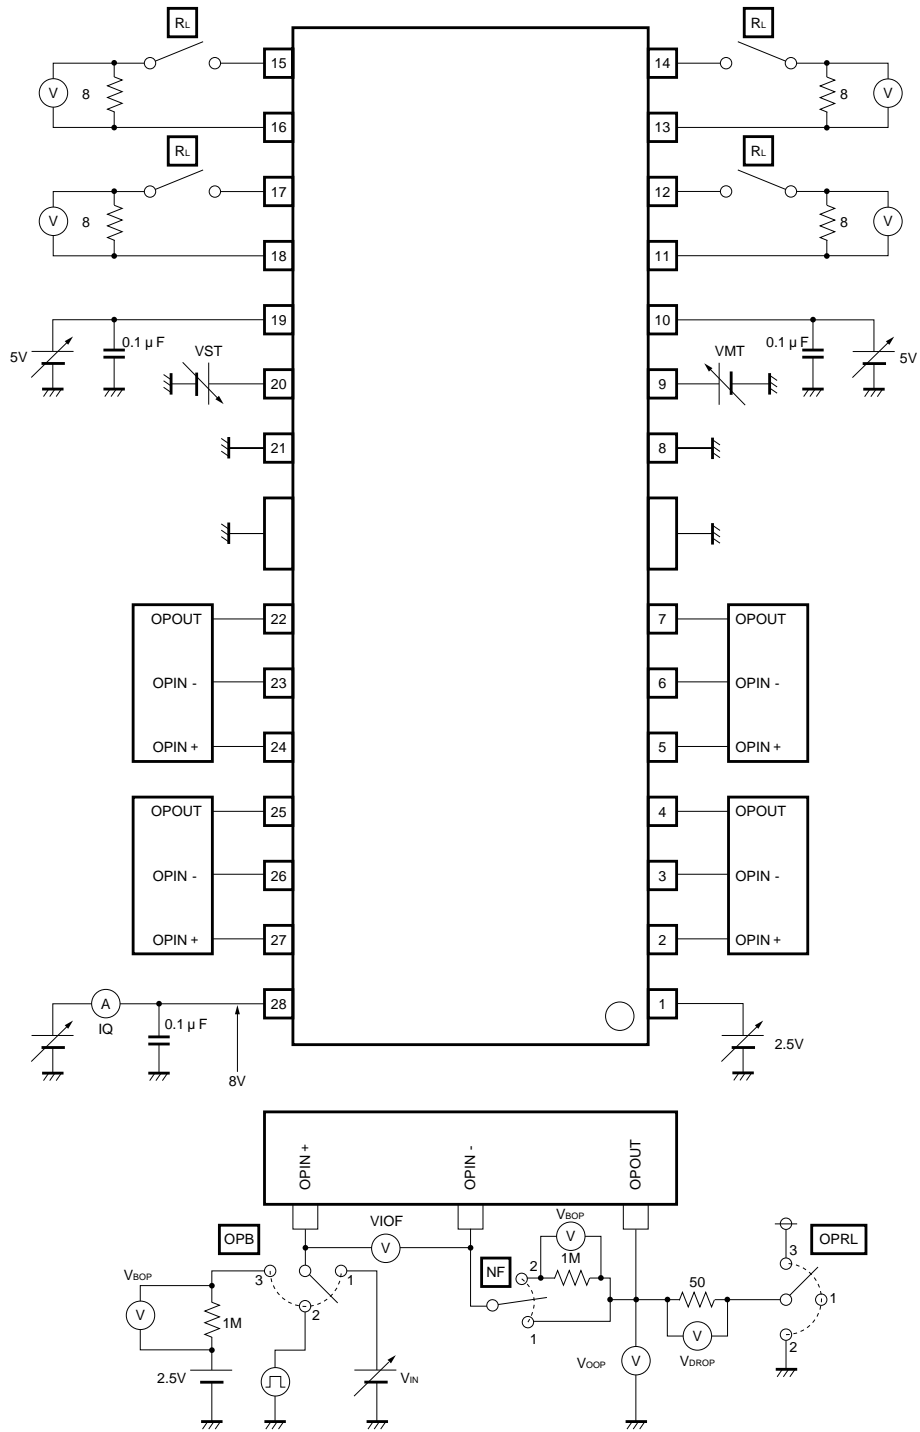 RL
RL
15
14
V
8
8
V
16
13
RL
RL
17
12
V
8
8
V
18
11
19
10
5V
0.1 µ F
VST
VMT
0.1 µ F
5V
20
9
21
8
OPOUT
22
7
OPOUT
OPIN -
23
6
OPIN -
OPIN +
24
5
OPIN +
OPOUT
25
4
OPOUT
OPIN -
26
3
OPIN -
OPIN +
27
2
OPIN +
A
IQ
0.1 µ F
28
1
2.5V
8V
OPIN +
OPIN -
OPOUT
OPB
VIOF
V
VBOP
V
1M
OPRL
3
NF
2
1
VBOP
V
1M
3
2
1
50
1
2
V
VDROP
2.5V
VIN
VOOP
V